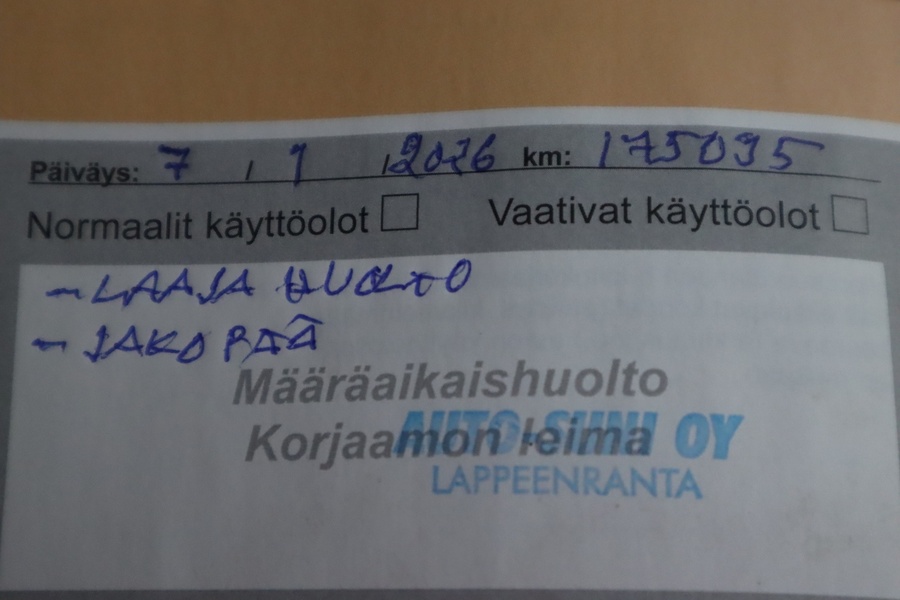 Päiväys: 7 / 1 / 2026 km: 175095
Normaalit käyttöolot Vaativat käyttöolot
- LAAJA HUOLTO
- JAKOPÄÄ
Määräaikaishuolto
Korjaamon leima
AUTO-SUNI OY
LAPPEENRANTA